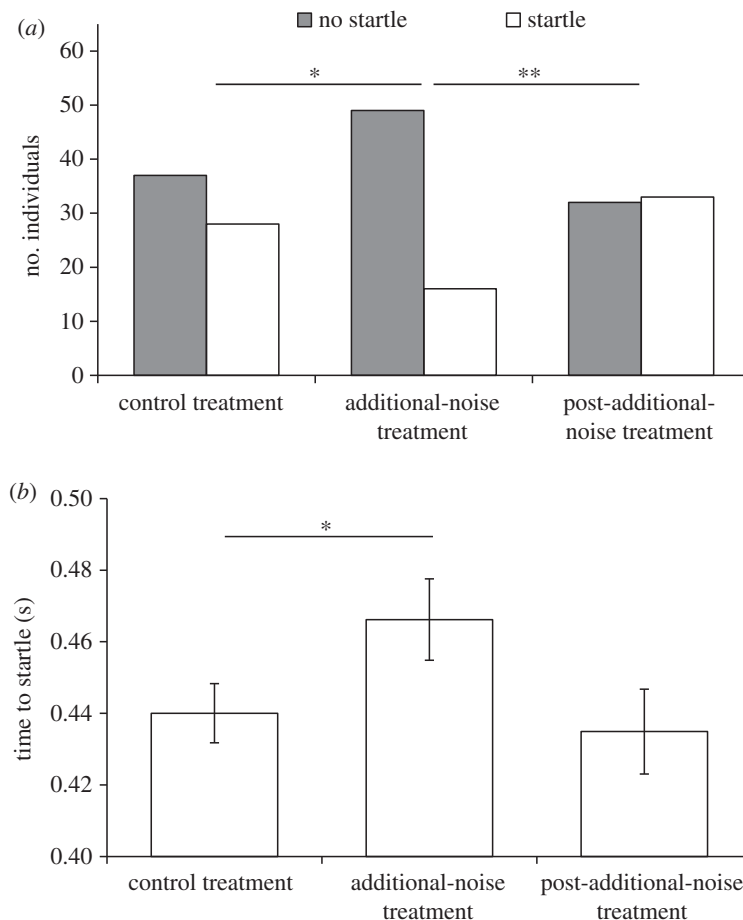 (a)
no startle
startle
60
50
40
30
20
10
0
no. individuals
*
**
control treatment
additional-noise
treatment
post-additional-
noise treatment
(b)
0.50
0.48
0.46
0.44
0.42
0.40
time to startle (s)
*
control treatment
additional-noise
treatment
post-additional-noise
treatment